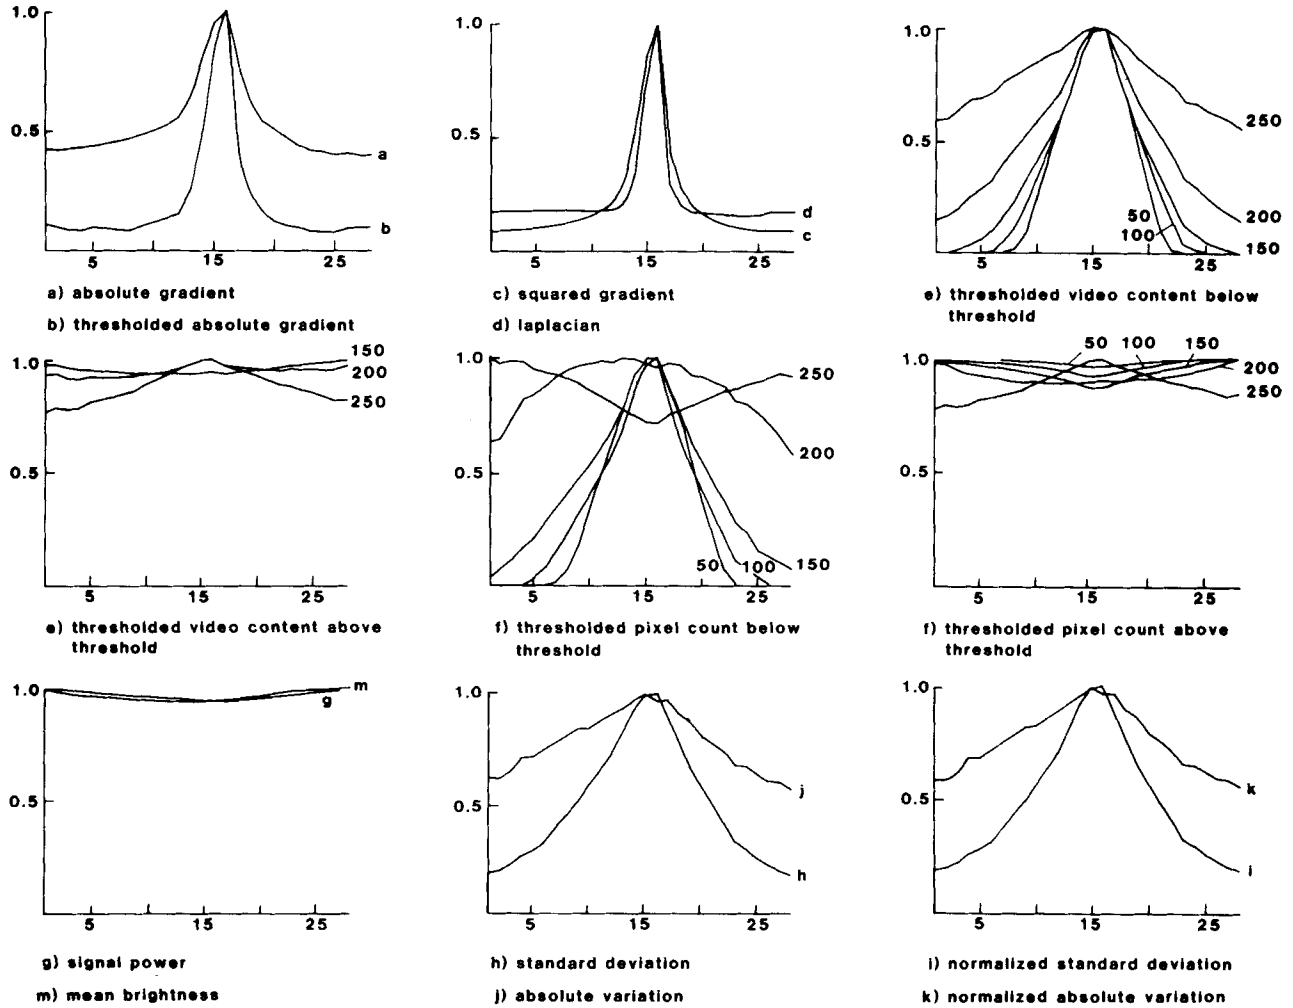 1.0
0.5
a
b
5 15 25
a) absolute gradient
b) thresholded absolute gradient
1.0
0.5
d
c
5 15 25
c) squared gradient
d) laplacian
1.0
0.5
250
200
150
50
100
5 15 25
e) thresholded video content below
threshold
1.0
0.5
150
200
250
5 15 25
e) thresholded video content above
threshold
1.0
0.5
250
200
150
50 100
5 15 25
f) thresholded pixel count below
threshold
1.0
0.5
50 100 150
200
250
5 15 25
f) thresholded pixel count above
threshold
1.0
0.5
m
g
5 15 25
g) signal power
m) mean brightness
1.0
0.5
j
h
5 15 25
h) standard deviation
j) absolute variation
1.0
0.5
k
i
5 15 25
i) normalized standard deviation
k) normalized absolute variation